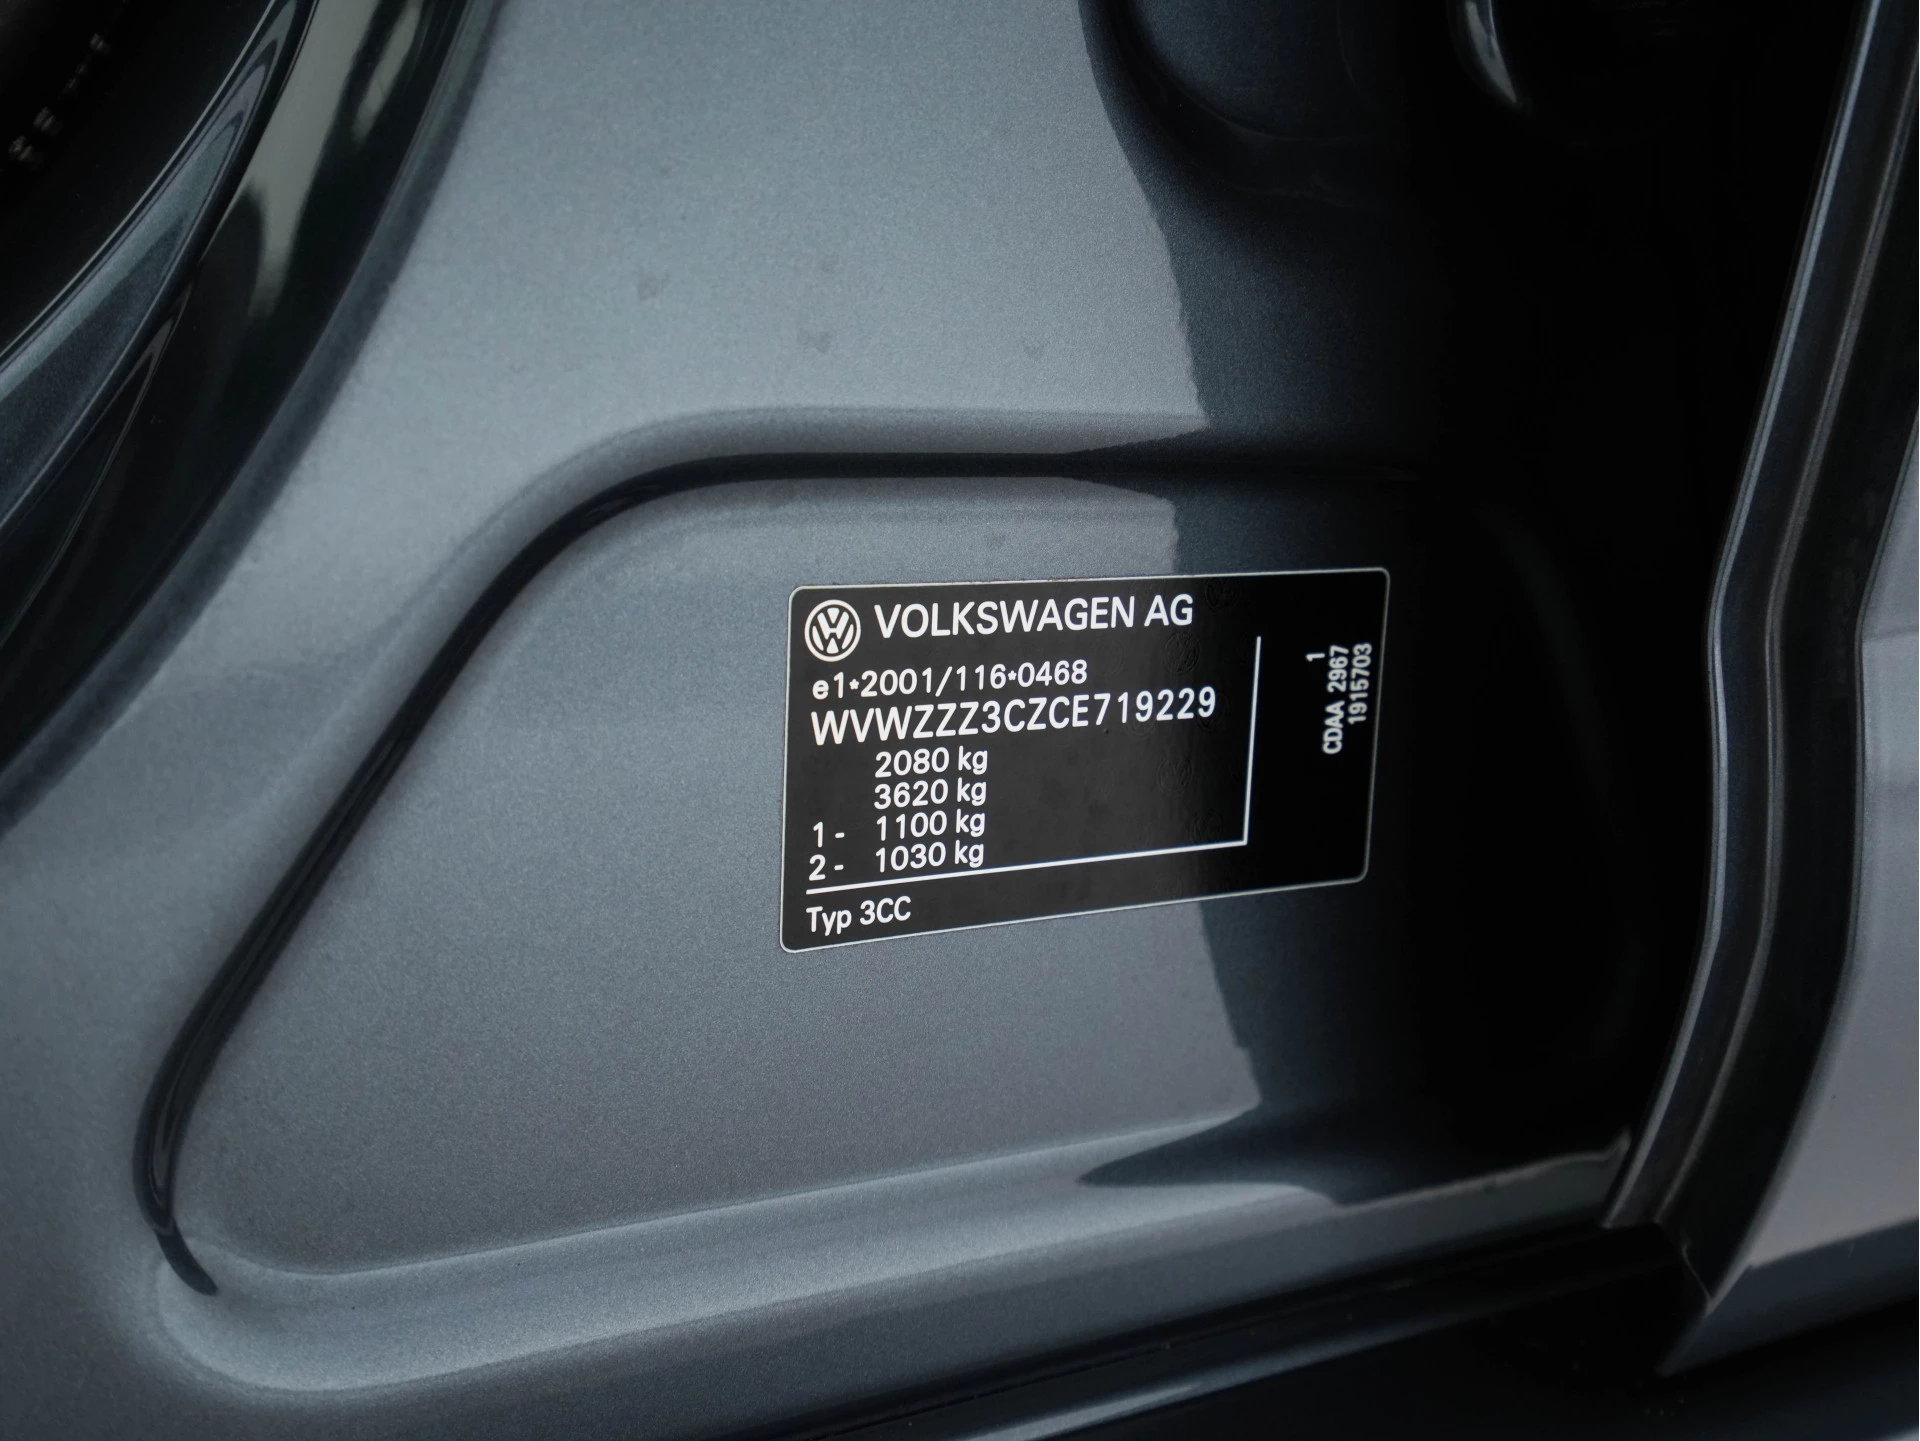 VOLKSWAGEN AG
e1*2001/116*0468
WVWZZZ3CZCE719229
2080 kg
3620 kg
1 - 1100 kg
2 - 1030 kg
Typ 3CC
1
CDAA 2967
1915703